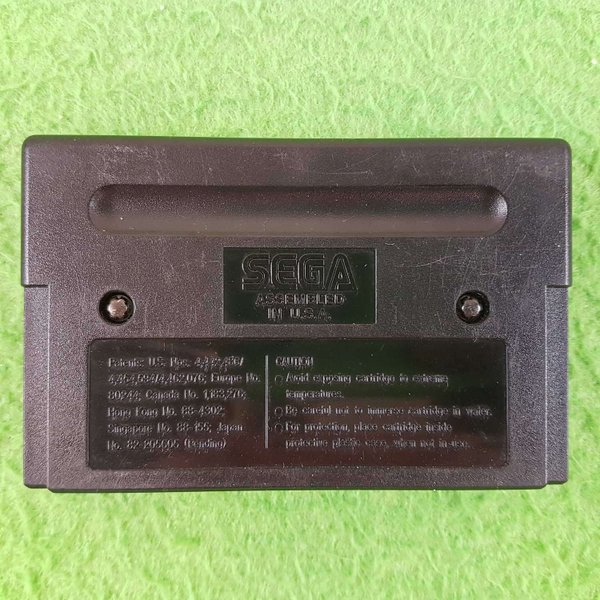 SEGA
ASSEMBLED
IN U.S.A.
Patents: U.S. Nos. 4,442,486/
4,454,594/4,462,076; Europe No.
80244; Canada No. 1,183,276;
Hong Kong No. 88-4302;
Singapore No. 88-155; Japan
No. 82-205605 (Pending)
CAUTION
○ Avoid exposing cartridge to extreme
temperatures.
○ Be careful not to immerse cartridge in water.
○ For protection, place cartridge inside
protective plastic case, when not in-use.